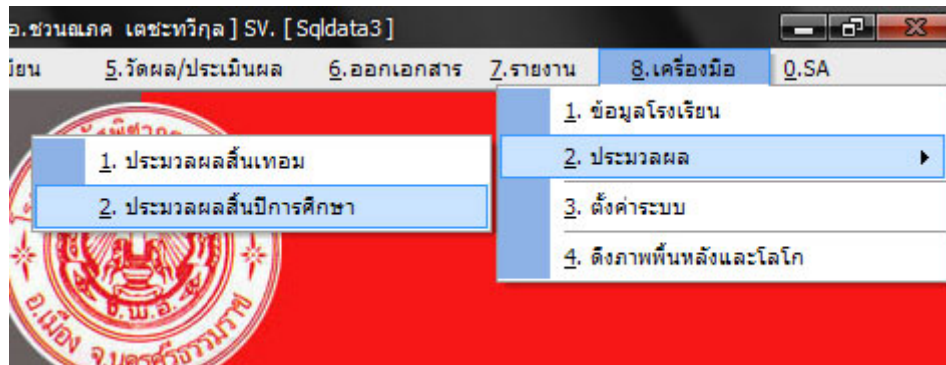 อ.ชวนณภค เตชะทวีกุล] SV. [Sqldata3]
5.วัดผล/ประเมินผล 6.ออกเอกสาร 7.รายงาน 8.เครื่องมือ 0.SA
1. ข้อมูลโรงเรียน
2. ประมวลผล
3. ตั้งค่าระบบ
4. ดึงภาพพื้นหลังและโลโก
1. ประมวลผลสิ้นเทอม
2. ประมวลผลสิ้นปีการศึกษา
ช.พ.อ.
อ.เมือง จ.นครศรีธรรมราช